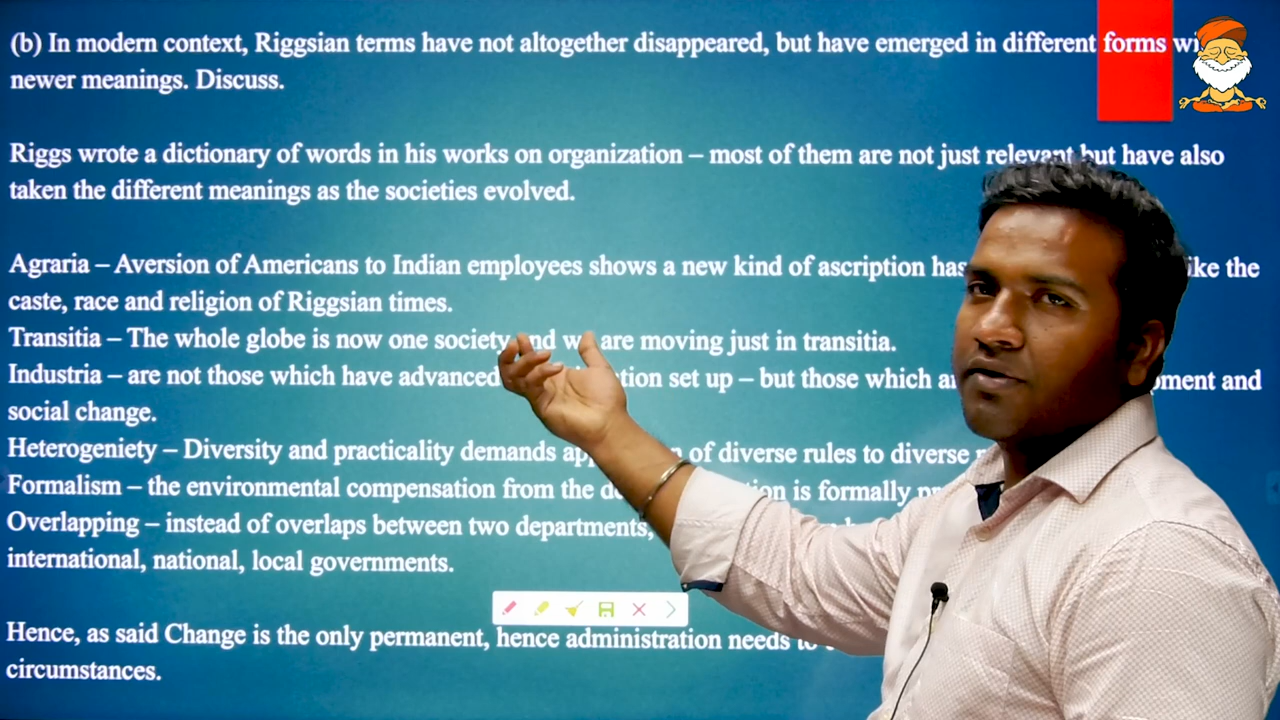 (b) In modern context, Riggsian terms have not altogether disappeared, but have emerged in different forms
newer meanings. Discuss.
Riggs wrote a dictionary of words in his works on organization – most of them are not just relevant but have also
taken the different meanings as the societies evolved.
Agraria – Aversion of Americans to Indian employees shows a new kind of ascription has the
caste, race and religion of Riggsian times.
Transitia – The whole globe is now one society and we are moving just in transitia.
Industria – are not those which have advanced set up – but those which and
social change.
Heterogeniety – Diversity and practicality demands of diverse rules to diverse
Formalism – the environmental compensation from the is formally
Overlapping – instead of overlaps between two departments,
international, national, local governments.
Hence, as said Change is the only permanent, hence administration needs
circumstances.